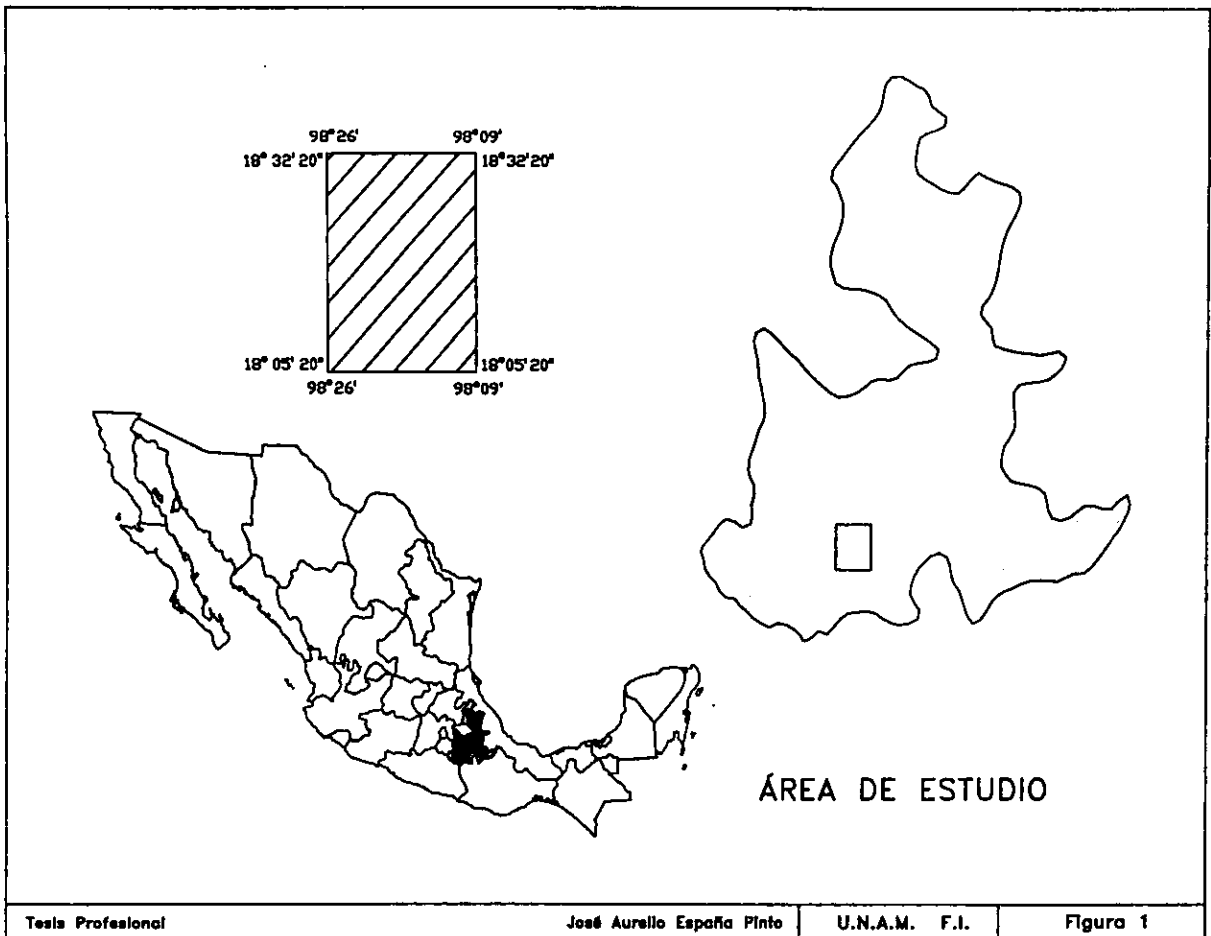 98°26' 98°09'
18° 32' 20" 18° 32' 20"
18° 05' 20" 18° 05' 20"
98°26' 98°09'
ÁREA DE ESTUDIO
Tesis Profesional José Aurelio España Pinto U.N.A.M. F.I. Figura 1